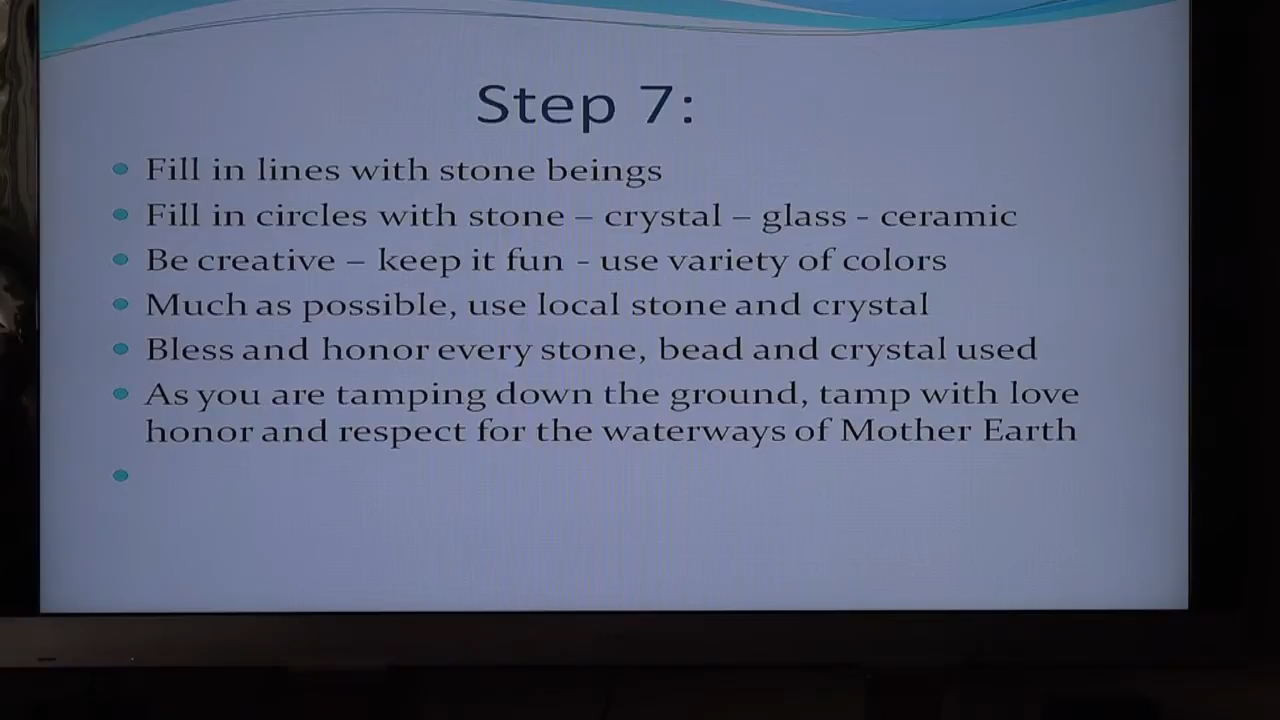 Step 7:
Fill in lines with stone beings
Fill in circles with stone – crystal – glass - ceramic
Be creative – keep it fun - use variety of colors
Much as possible, use local stone and crystal
Bless and honor every stone, bead and crystal used
As you are tamping down the ground, tamp with love
honor and respect for the waterways of Mother Earth